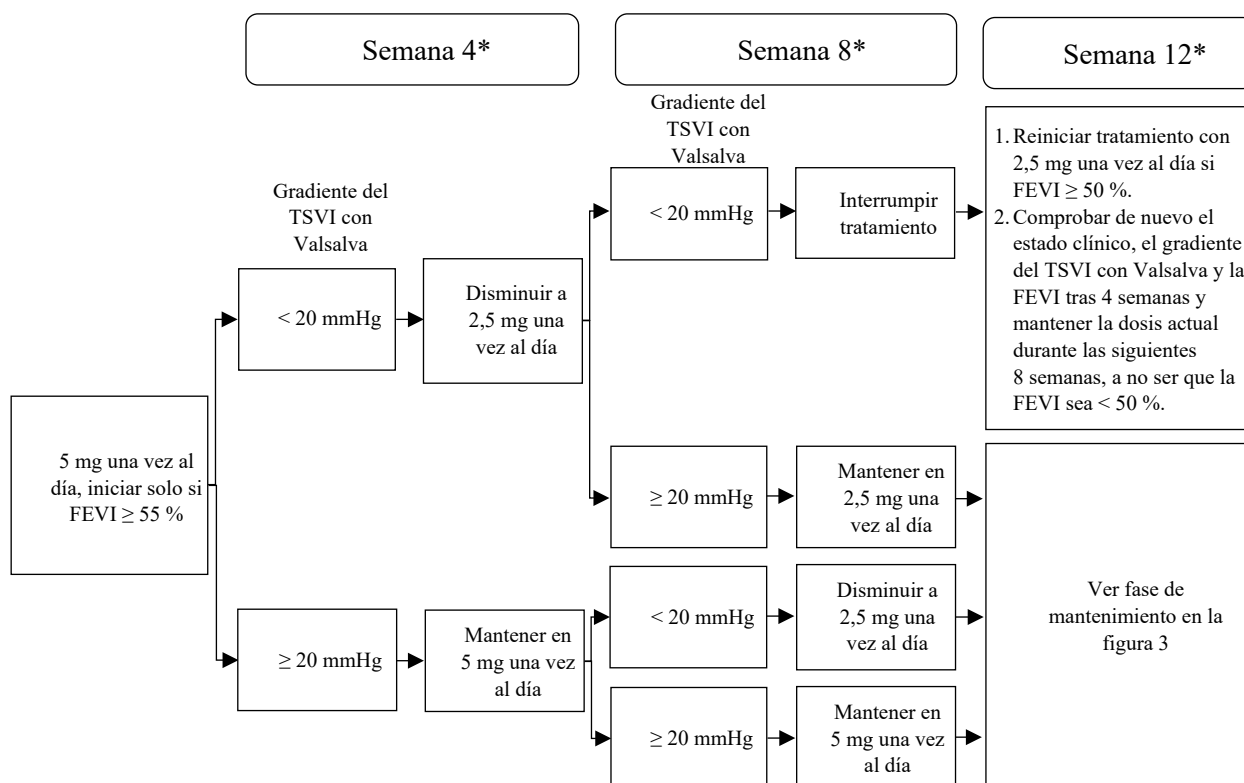 Semana 4*
Semana 8*
Semana 12*
Gradiente del
TSVI con
Valsalva
< 20 mmHg
Interrumpir
tratamiento
1. Reiniciar tratamiento con
2,5 mg una vez al día si
FEVI ≥ 50 %.
2. Comprobar de nuevo el
estado clínico, el gradiente
del TSVI con Valsalva y la
FEVI tras 4 semanas y
mantener la dosis actual
durante las siguientes
8 semanas, a no ser que la
FEVI sea < 50 %.
Gradiente del
TSVI con
Valsalva
< 20 mmHg
Disminuir a
2,5 mg una
vez al día
5 mg una vez al
día, iniciar solo si
FEVI ≥ 55 %
≥ 20 mmHg
Mantener en
2,5 mg una
vez al día
< 20 mmHg
Disminuir a
2,5 mg una
vez al día
Ver fase de
mantenimiento en la
figura 3
≥ 20 mmHg
Mantener en
5 mg una vez
al día
≥ 20 mmHg
Mantener en
5 mg una vez
al día